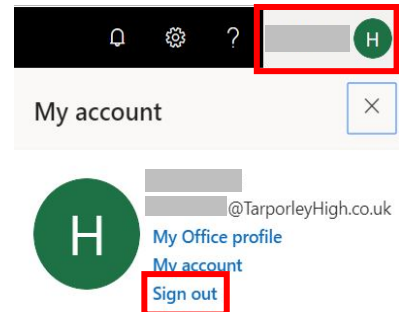 ? H
My account
H
@TarporleyHigh.co.uk
My Office profile
My account
Sign out